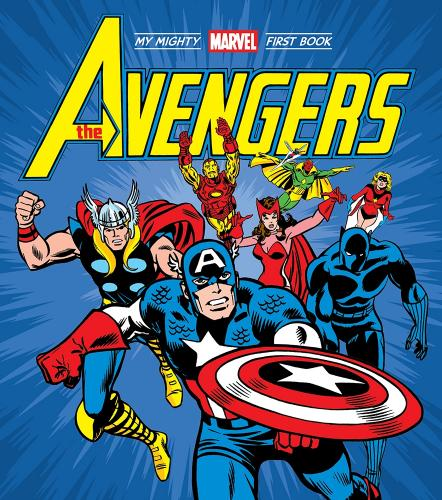 MY MIGHTY MARVEL FIRST BOOK
the AVENGERS
A